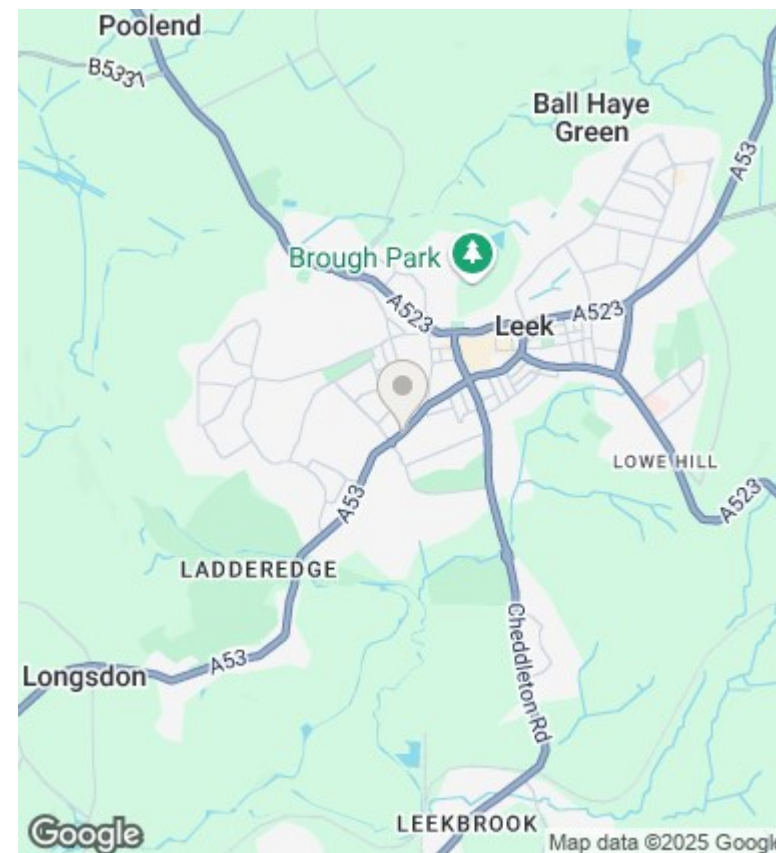 Poolend
B5331
Ball Haye
Green
A53
Brough Park
A523
A523
Leek
LOWE HILL
A53
A523
LADDEREDGE
Longsdon
A53
Cheddleton Rd
LEEKBROOK
Google
Map data ©2025 Google